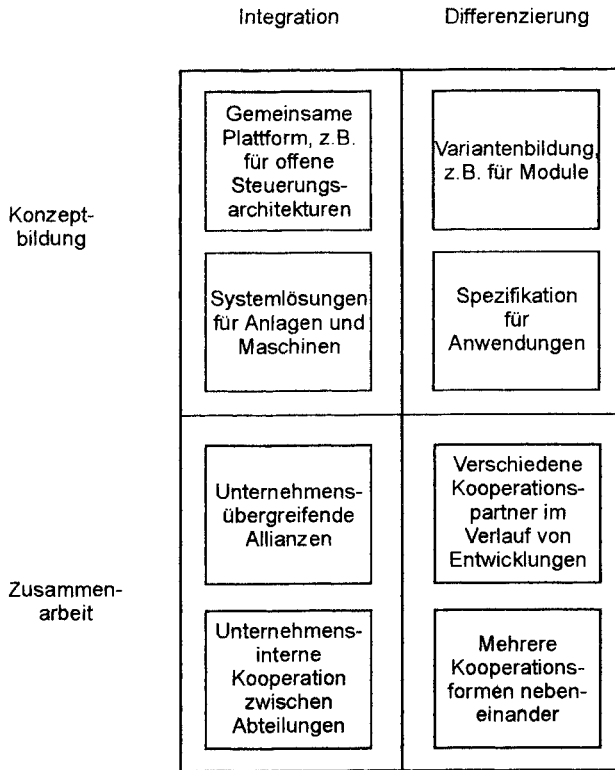 Integration
Differenzierung
Konzept-
bildung
Gemeinsame
Plattform, z.B.
für offene
Steuerungs-
architekturen
Variantenbildung,
z.B. für Module
Systemlösungen
für Anlagen und
Maschinen
Spezifikation
für
Anwendungen
Zusammen-
arbeit
Unternehmens-
übergreifende
Allianzen
Verschiedene
Kooperations-
partner im
Verlauf von
Entwicklungen
Unternehmens-
interne
Kooperation
zwischen
Abteilungen
Mehrere
Kooperations-
formen neben-
einander